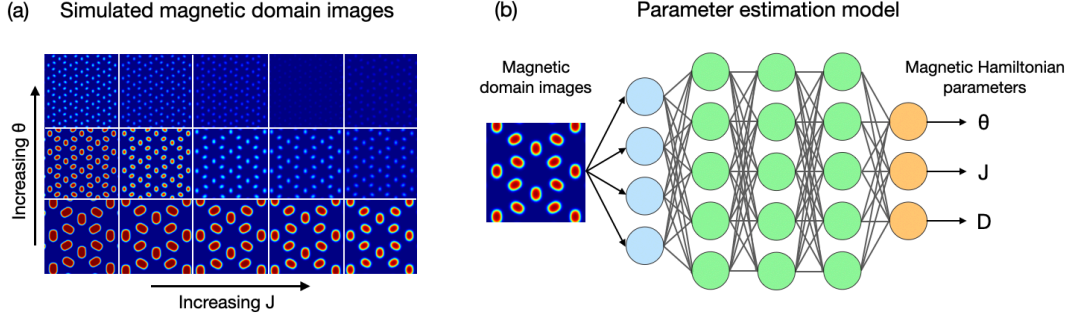 (a) Simulated magnetic domain images
Increasing θ
Increasing J
(b) Parameter estimation model
Magnetic
domain images
Magnetic Hamiltonian
parameters
θ
J
D